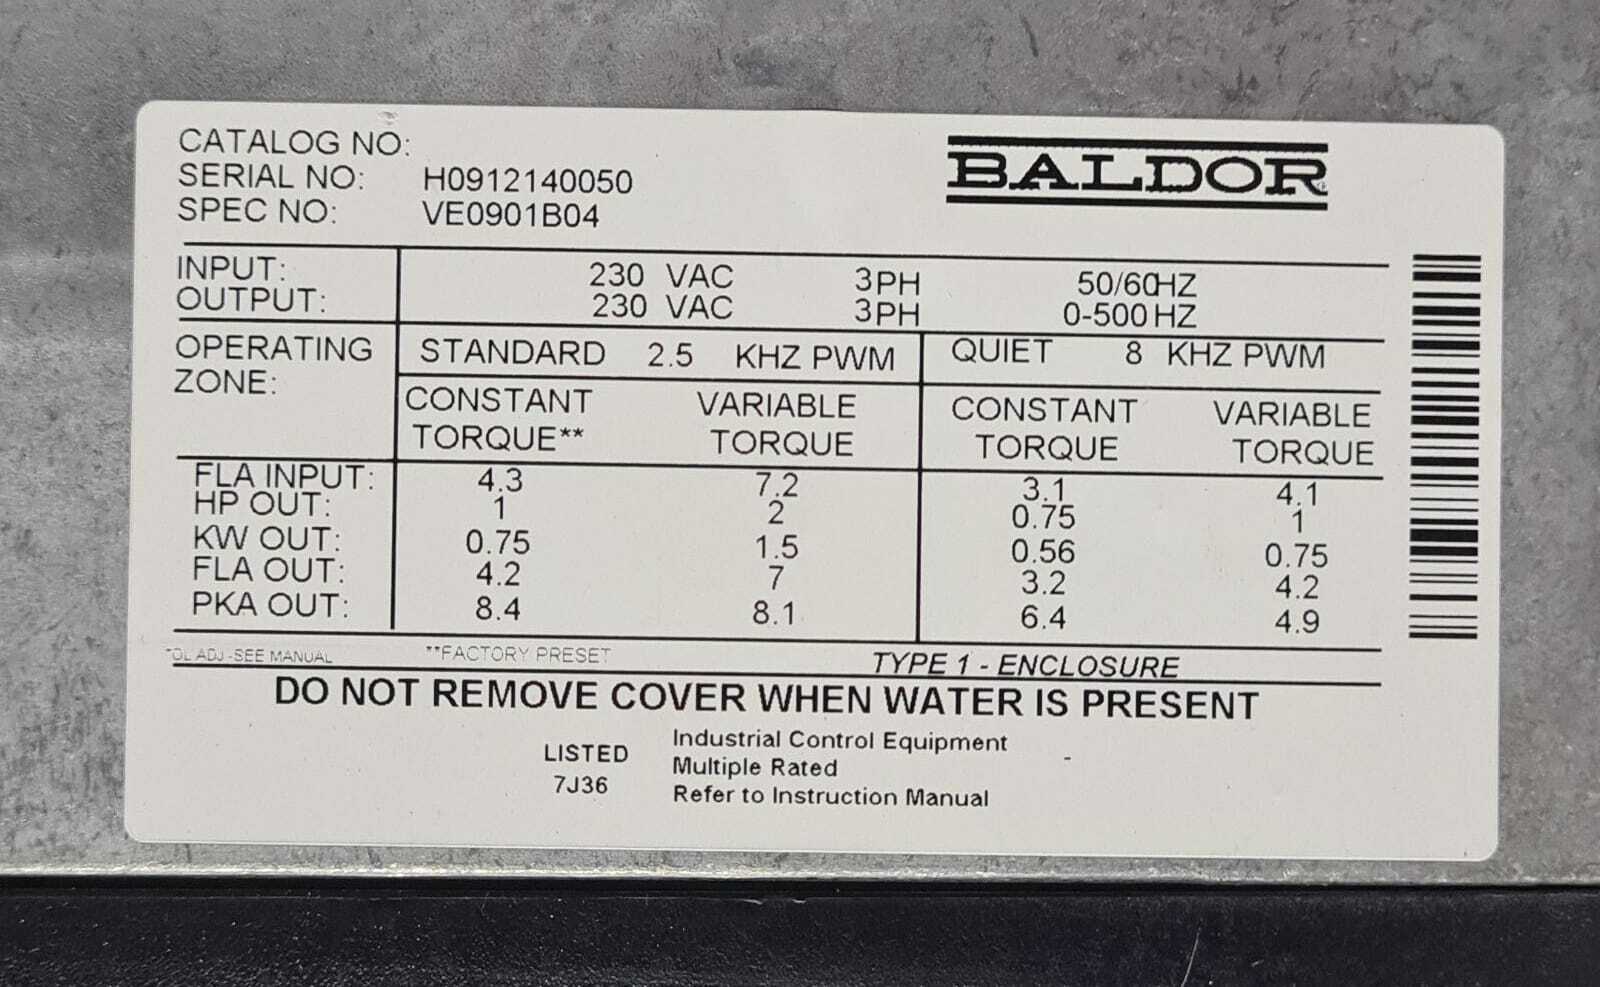 CATALOG NO:
SERIAL NO: H0912140050
SPEC NO: VE0901B04
BALDOR
INPUT: 230 VAC 3PH 50/60HZ
OUTPUT: 230 VAC 3PH 0-500 HZ
OPERATING ZONE: STANDARD 2.5 KHZ PWM QUIET 8 KHZ PWM
CONSTANT TORQUE** VARIABLE TORQUE CONSTANT TORQUE VARIABLE TORQUE
FLA INPUT: 4.3 7.2 3.1 4.1
HP OUT: 1 2 0.75 1
KW OUT: 0.75 1.5 0.56 0.75
FLA OUT: 4.2 7 3.2 4.2
PKA OUT: 8.4 8.1 6.4 4.9
*OL ADJ-SEE MANUAL **FACTORY PRESET TYPE 1 - ENCLOSURE
DO NOT REMOVE COVER WHEN WATER IS PRESENT
LISTED
7J36
Industrial Control Equipment
Multiple Rated
Refer to Instruction Manual